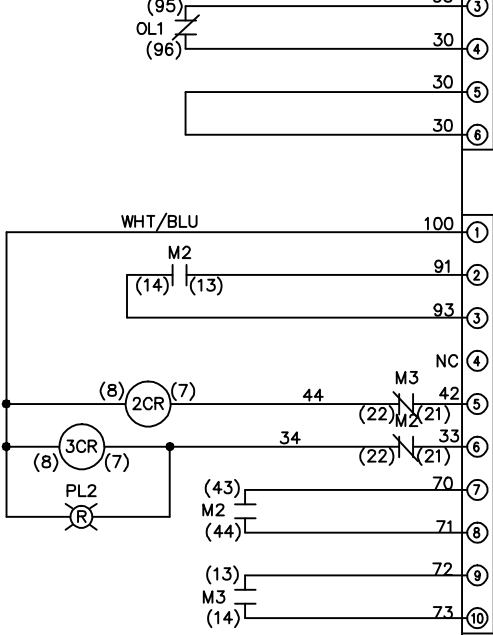 (95) 3
OL1
(96) 30 4
30 5
30 6
WHT/BLU 100 1
M2
91 2
(14) (13)
93 3
NC 4
M3
(8) 2CR (7) 44 42 5
(22) (21)
M2
3CR 34 33 6
(8) (7) (22) (21)
PL2
R
(43) 70 7
M2
(44) 71 8
(13) 72 9
M3
(14) 73 10